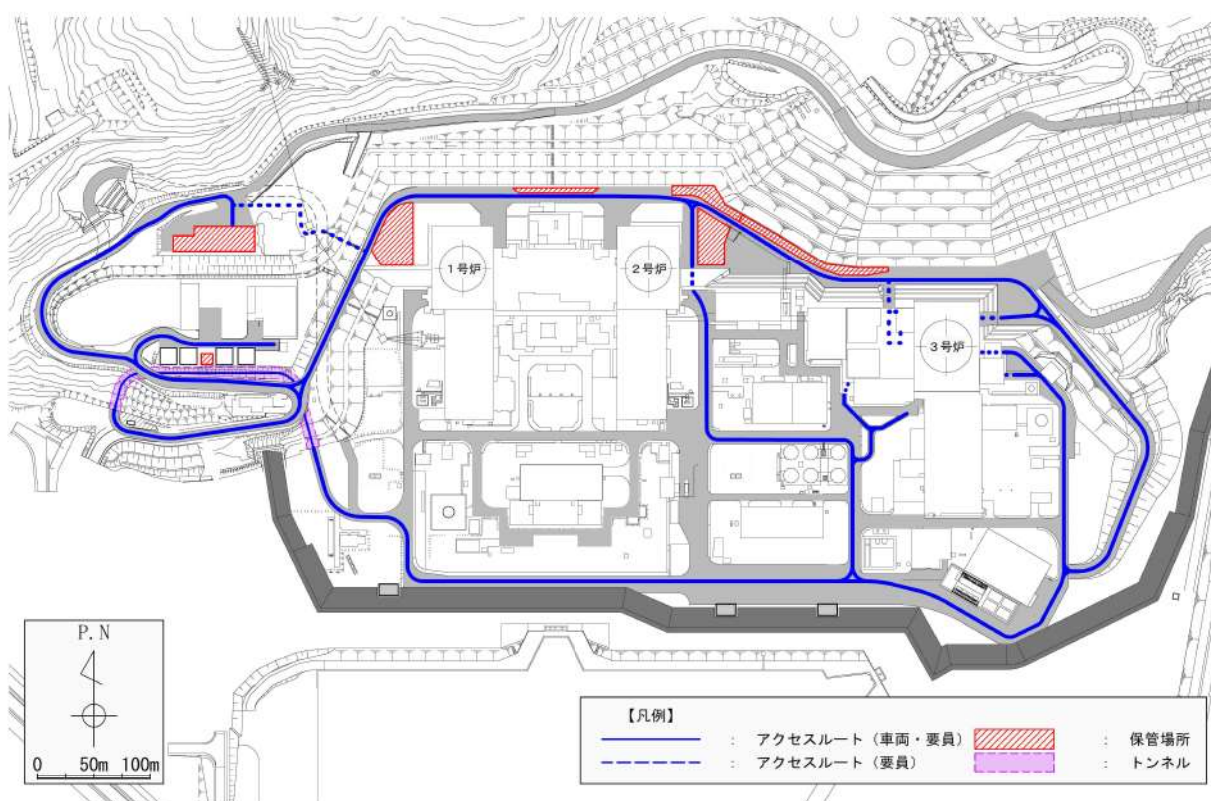 1号炉
2号炉
3号炉
P.N
0 50m 100m
【凡例】
: アクセスルート（車両・要員）
: 保管場所
: アクセスルート（要員）
: トンネル